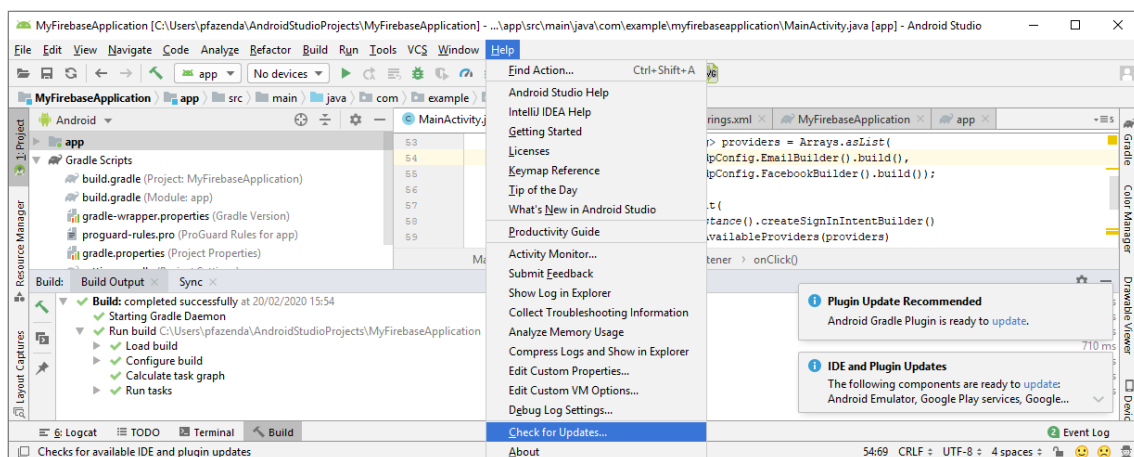 MyFirebaseApplication [C:\Users\pfazenda\AndroidStudioProjects\MyFirebaseApplication] - ...\app\src\main\java\com\example\myfirebaseapplication\MainActivity.java [app] - Android Studio
File Edit View Navigate Code Analyze Refactor Build Run Tools VCS Window Help
app No devices
MyFirebaseApplication app src main java com example
Android
MainActivity.j
rings.xml MyFirebaseApplication app
app
Gradle Scripts
build.gradle (Project: MyFirebaseApplication)
build.gradle (Module: app)
gradle-wrapper.properties (Gradle Version)
proguard-rules.pro (ProGuard Rules for app)
gradle.properties (Project Properties)
53
54
55
56
57
58
59
> providers = Arrays.asList(
dpConfig.EmailBuilder().build(),
dpConfig.FacebookBuilder().build());
lt(
stance().createSignInIntentBuilder()
AvailableProviders(providers)
Ma
tener > onClick()
Find Action... Ctrl+Shift+A
Android Studio Help
IntelliJ IDEA Help
Getting Started
Licenses
Keymap Reference
Tip of the Day
What's New in Android Studio
Productivity Guide
Activity Monitor...
Submit Feedback
Show Log in Explorer
Collect Troubleshooting Information
Analyze Memory Usage
Compress Logs and Show in Explorer
Edit Custom Properties...
Edit Custom VM Options...
Debug Log Settings...
Check for Updates...
About
Build: Build Output Sync
Build: completed successfully at 20/02/2020 15:54
Starting Gradle Daemon
Run build C:\Users\pfazenda\AndroidStudioProjects\MyFirebaseApplication
Load build
Configure build
Calculate task graph
Run tasks
Plugin Update Recommended
Android Gradle Plugin is ready to update.
710 ms
IDE and Plugin Updates
The following components are ready to update:
Android Emulator, Google Play services, Google...
1: Project
Resource Manager
Layout Captures
Gradle
Color Manager
Drawable Viewer
6: Logcat TODO Terminal Build
2 Event Log
Checks for available IDE and plugin updates
54:69 CRLF UTF-8 4 spaces